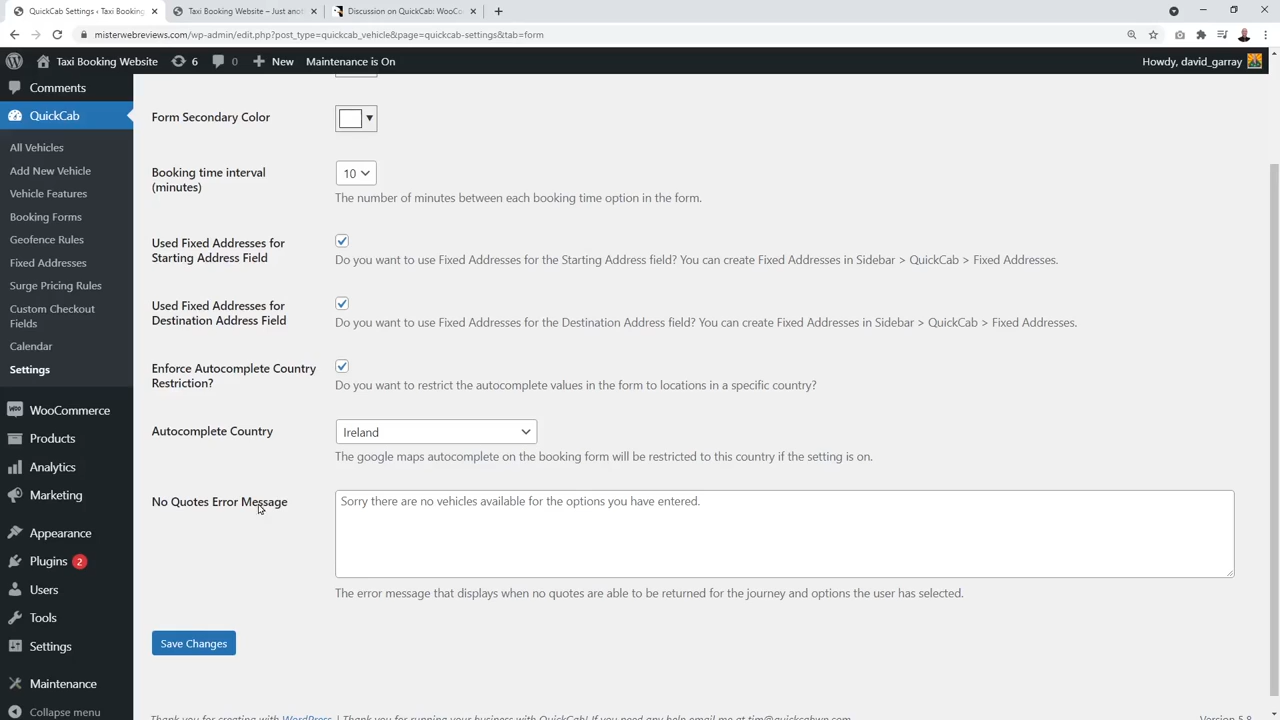 QuickCab Settings ‹ Taxi Booking
Taxi Booking Website – Just anot
Discussion on QuickCab: WooCo
misterwebreviews.com/wp-admin/edit.php?post_type=quickcab_vehicle&page=quickcab-settings&tab=form
Taxi Booking Website
6
0
New
Maintenance is On
Howdy, david_garray
Comments
QuickCab
All Vehicles
Add New Vehicle
Vehicle Features
Booking Forms
Geofence Rules
Fixed Addresses
Surge Pricing Rules
Custom Checkout
Fields
Calendar
Settings
WooCommerce
Products
Analytics
Marketing
Appearance
Plugins 2
Users
Tools
Settings
Maintenance
Collapse menu
Form Secondary Color
Booking time interval
(minutes)
10
The number of minutes between each booking time option in the form.
Used Fixed Addresses for
Starting Address Field
Do you want to use Fixed Addresses for the Starting Address field? You can create Fixed Addresses in Sidebar > QuickCab > Fixed Addresses.
Used Fixed Addresses for
Destination Address Field
Do you want to use Fixed Addresses for the Destination Address field? You can create Fixed Addresses in Sidebar > QuickCab > Fixed Addresses.
Enforce Autocomplete Country
Restriction?
Do you want to restrict the autocomplete values in the form to locations in a specific country?
Autocomplete Country
Ireland
The google maps autocomplete on the booking form will be restricted to this country if the setting is on.
No Quotes Error Message
Sorry there are no vehicles available for the options you have entered.
The error message that displays when no quotes are able to be returned for the journey and options the user has selected.
Save Changes
Thank you for creating with WordPress. | Thank you for running your business with QuickCab! If you need any help email me at tim@quickcabwp.com
Version 5.8